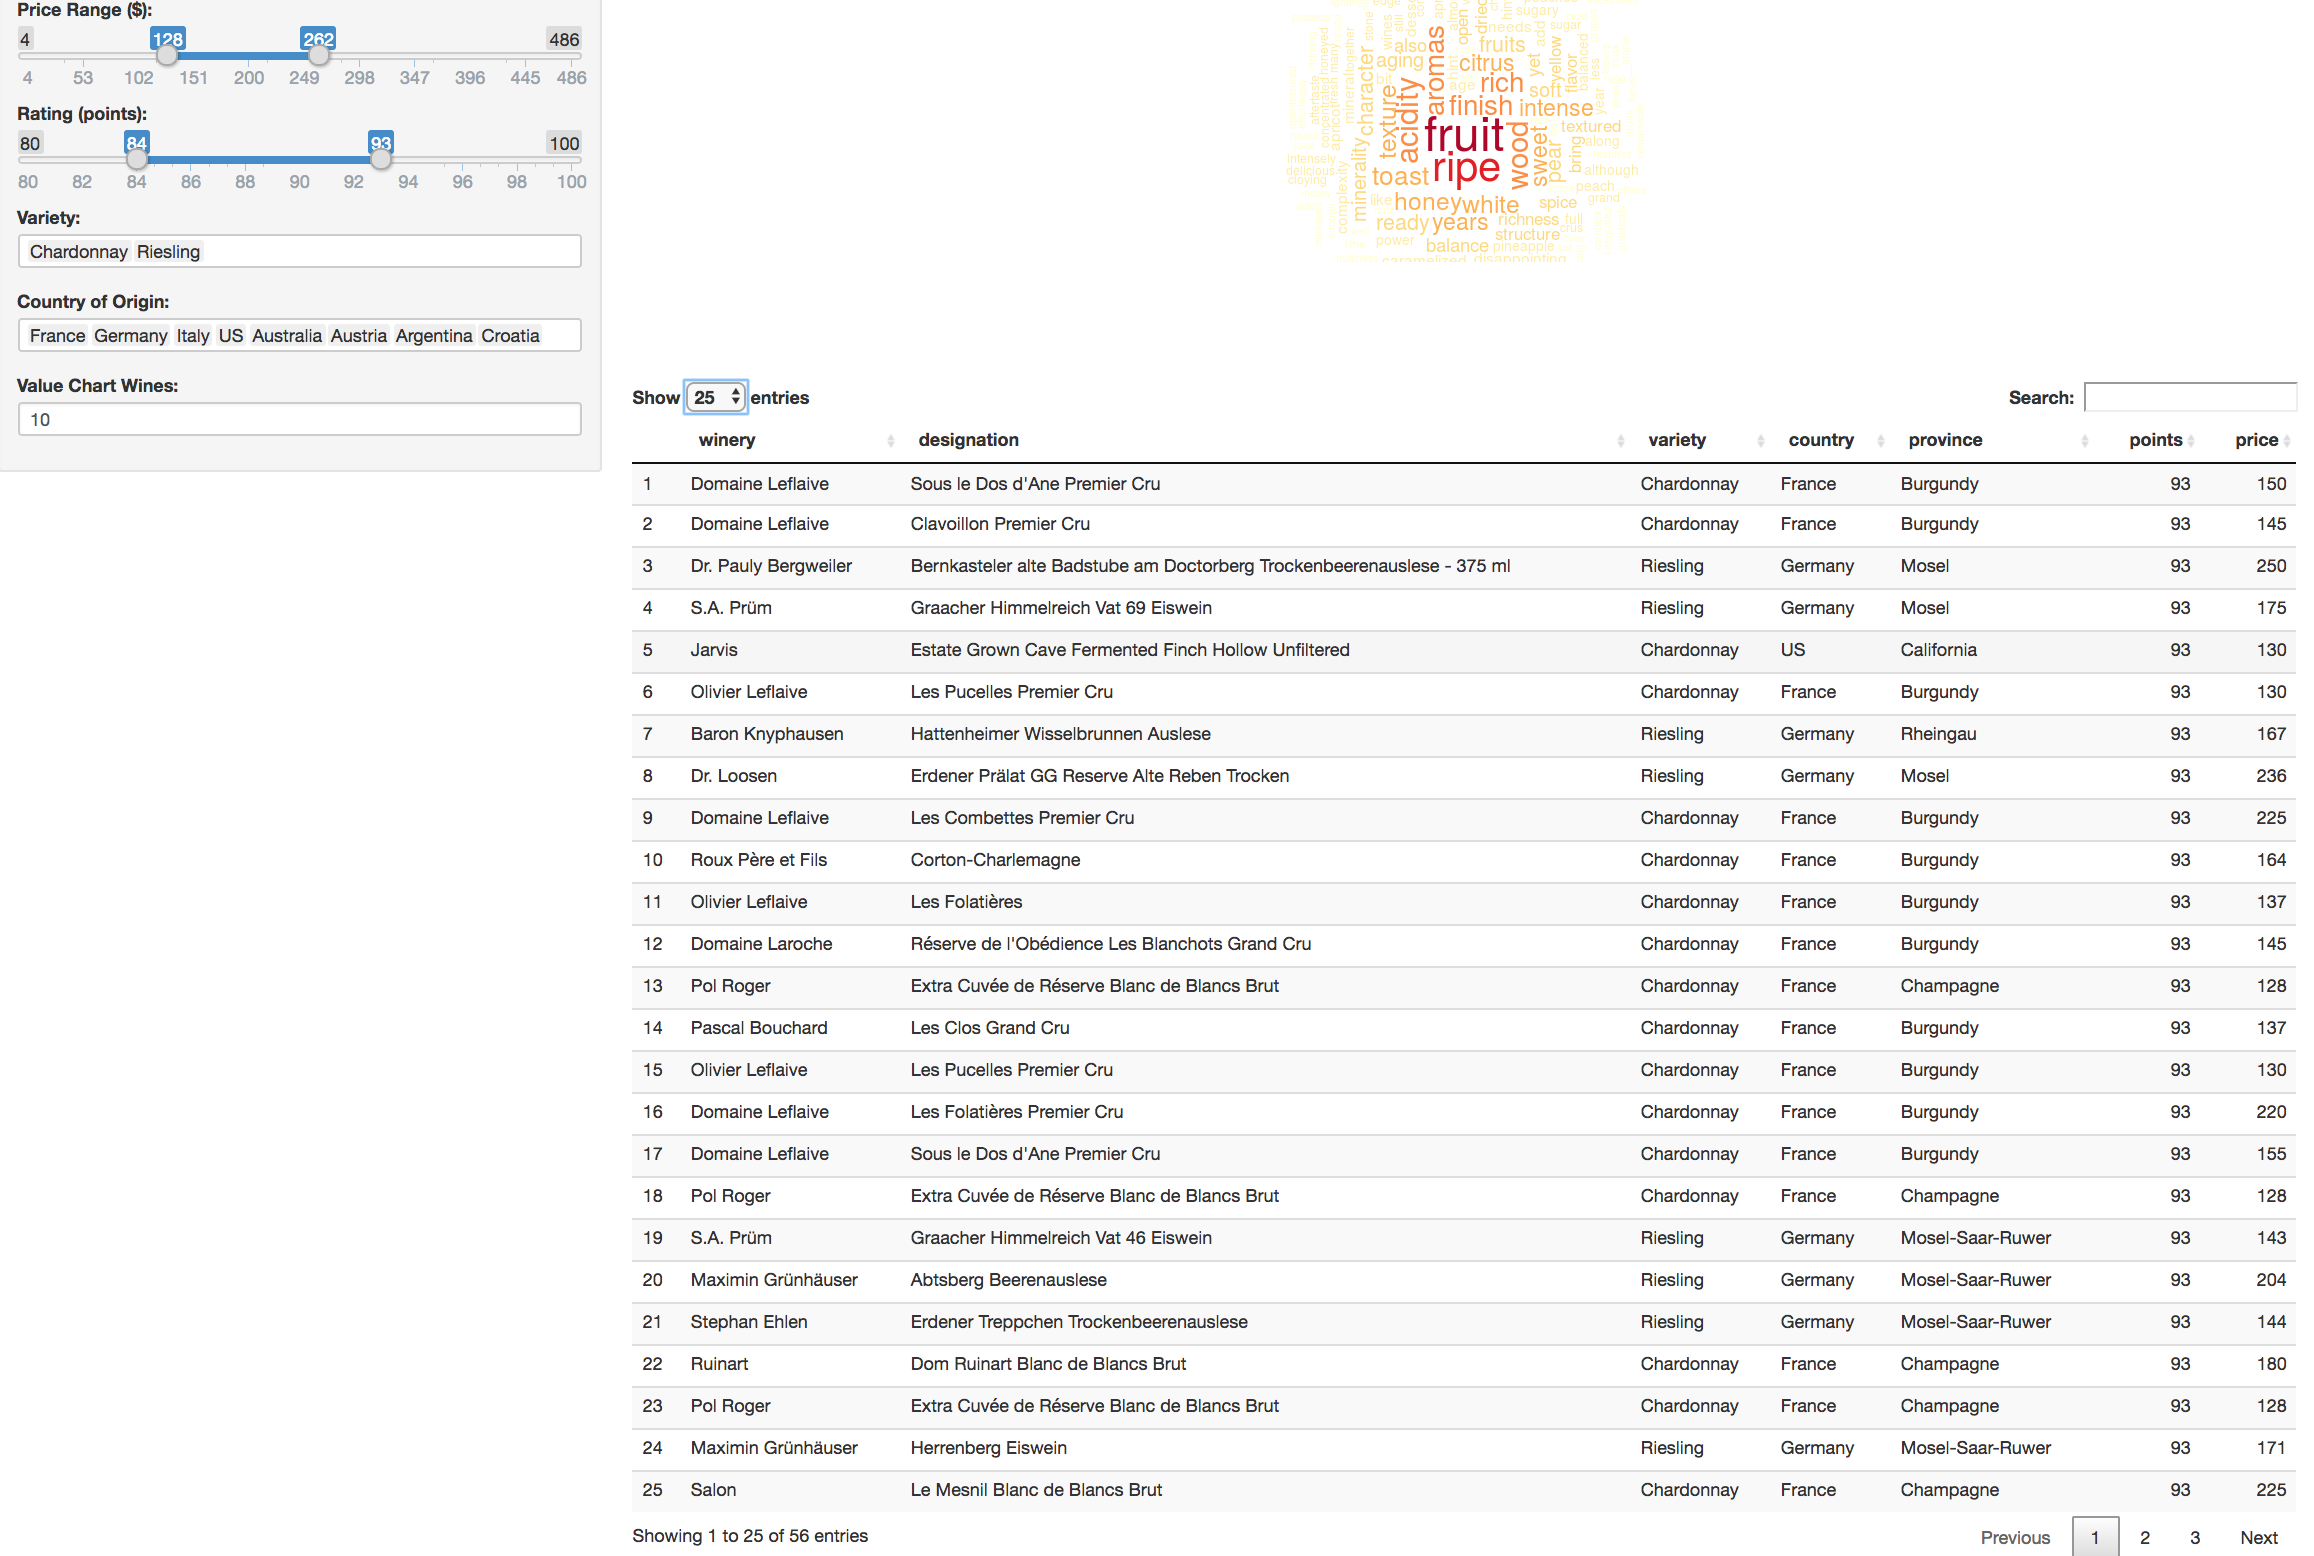 Price Range ($):
4 128 262 486
4 53 102 151 200 249 298 347 396 445 486
Rating (points):
80 84 93 100
80 82 84 86 88 90 92 94 96 98 100
Variety:
Chardonnay Riesling
Country of Origin:
France Germany Italy US Australia Austria Argentina Croatia
Value Chart Wines:
10
sugary
open
dried
needs
sugar
add
also
aromas
fruits
yellow
aging
citrus
yet
flavor
balanced
character
bit
hint
age
rich
soft
less
year
texture
acidity
finish
intense
fruit
textured
along
wood
sweet
pear
bring
minerality
complexity
intensely
delicious
cloying
toast
ripe
although
peach
like
honey
white
spice
grand
ready
years
richness
full
crus
structure
power
balance
pineapple
caramelized
disappointing
Show 25 entries
Search:
winery designation variety country province points price
1 Domaine Leflaive Sous le Dos d'Ane Premier Cru Chardonnay France Burgundy 93 150
2 Domaine Leflaive Clavoillon Premier Cru Chardonnay France Burgundy 93 145
3 Dr. Pauly Bergweiler Bernkasteler alte Badstube am Doctorberg Trockenbeerenauslese - 375 ml Riesling Germany Mosel 93 250
4 S.A. Prüm Graacher Himmelreich Vat 69 Eiswein Riesling Germany Mosel 93 175
5 Jarvis Estate Grown Cave Fermented Finch Hollow Unfiltered Chardonnay US California 93 130
6 Olivier Leflaive Les Pucelles Premier Cru Chardonnay France Burgundy 93 130
7 Baron Knyphausen Hattenheimer Wisselbrunnen Auslese Riesling Germany Rheingau 93 167
8 Dr. Loosen Erdener Prälat GG Reserve Alte Reben Trocken Riesling Germany Mosel 93 236
9 Domaine Leflaive Les Combettes Premier Cru Chardonnay France Burgundy 93 225
10 Roux Père et Fils Corton-Charlemagne Chardonnay France Burgundy 93 164
11 Olivier Leflaive Les Folatières Chardonnay France Burgundy 93 137
12 Domaine Laroche Réserve de l'Obédience Les Blanchots Grand Cru Chardonnay France Burgundy 93 145
13 Pol Roger Extra Cuvée de Réserve Blanc de Blancs Brut Chardonnay France Champagne 93 128
14 Pascal Bouchard Les Clos Grand Cru Chardonnay France Burgundy 93 137
15 Olivier Leflaive Les Pucelles Premier Cru Chardonnay France Burgundy 93 130
16 Domaine Leflaive Les Folatières Premier Cru Chardonnay France Burgundy 93 220
17 Domaine Leflaive Sous le Dos d'Ane Premier Cru Chardonnay France Burgundy 93 155
18 Pol Roger Extra Cuvée de Réserve Blanc de Blancs Brut Chardonnay France Champagne 93 128
19 S.A. Prüm Graacher Himmelreich Vat 46 Eiswein Riesling Germany Mosel-Saar-Ruwer 93 143
20 Maximin Grünhäuser Abtsberg Beerenauslese Riesling Germany Mosel-Saar-Ruwer 93 204
21 Stephan Ehlen Erdener Treppchen Trockenbeerenauslese Riesling Germany Mosel-Saar-Ruwer 93 144
22 Ruinart Dom Ruinart Blanc de Blancs Brut Chardonnay France Champagne 93 180
23 Pol Roger Extra Cuvée de Réserve Blanc de Blancs Brut Chardonnay France Champagne 93 128
24 Maximin Grünhäuser Herrenberg Eiswein Riesling Germany Mosel-Saar-Ruwer 93 171
25 Salon Le Mesnil Blanc de Blancs Brut Chardonnay France Champagne 93 225
Showing 1 to 25 of 56 entries
Previous 1 2 3 Next